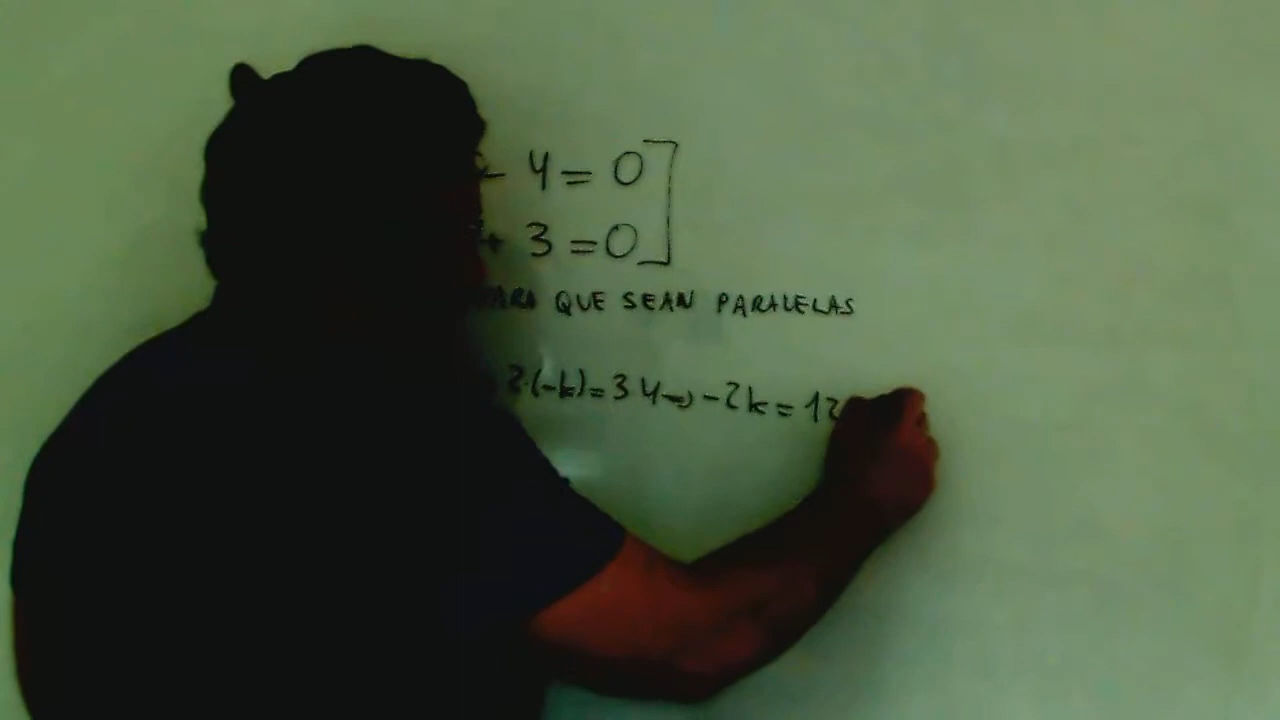 - 4 = 0
+ 3 = 0
PARA QUE SEAN PARALELAS
2·(-k) = 3 4 → -2k = 12